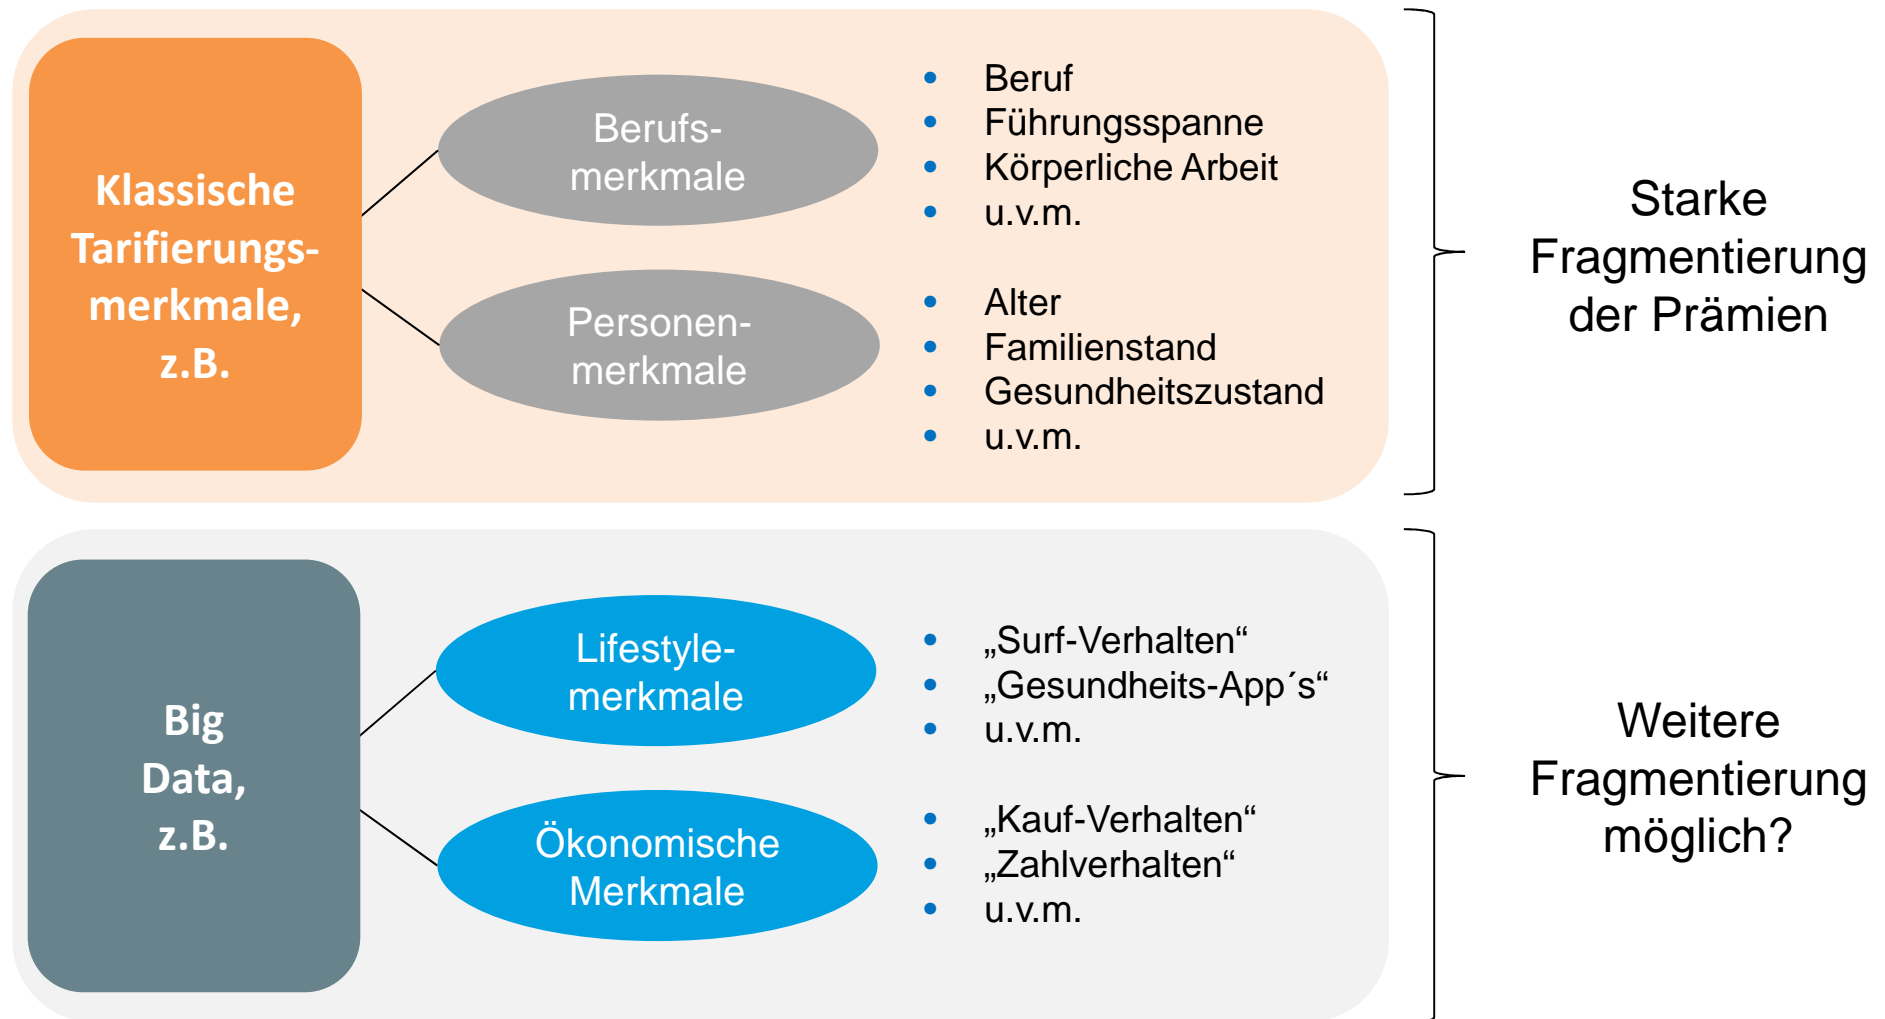 Klassische
Tarifierungs-
merkmale,
z.B.
Berufs-
merkmale
• Beruf
• Führungsspanne
• Körperliche Arbeit
• u.v.m.
Personen-
merkmale
• Alter
• Familienstand
• Gesundheitszustand
• u.v.m.
Starke
Fragmentierung
der Prämien
Big
Data,
z.B.
Lifestyle-
merkmale
• „Surf-Verhalten“
• „Gesundheits-App´s“
• u.v.m.
Ökonomische
Merkmale
• „Kauf-Verhalten“
• „Zahlverhalten“
• u.v.m.
Weitere
Fragmentierung
möglich?